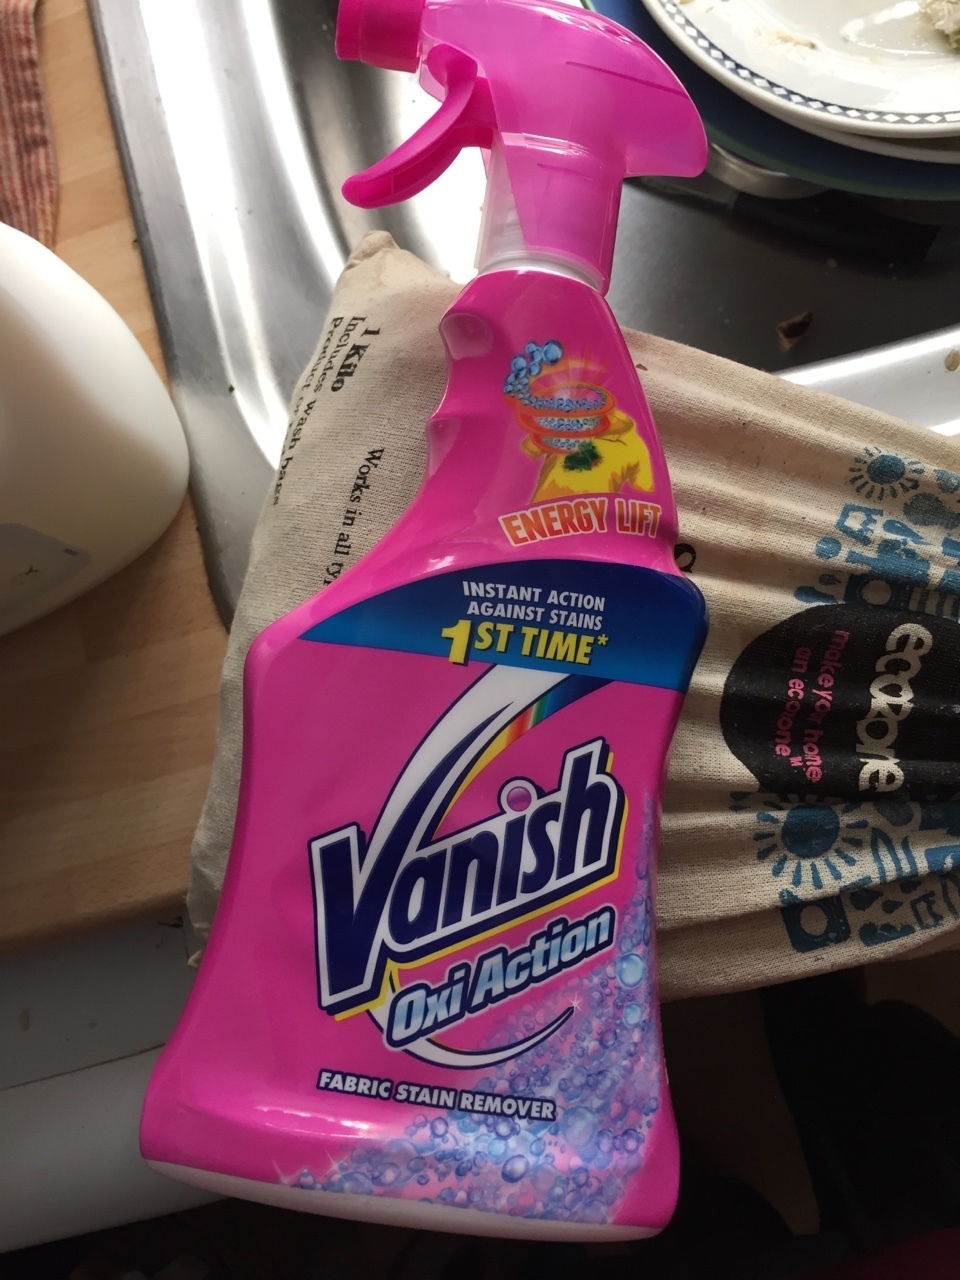 ENERGY LIFT
INSTANT ACTION
AGAINST STAINS
1ST TIME*
Vanish
Oxi Action
FABRIC STAIN REMOVER
1 Kilo
Includes wash bags
Works in all
ecozone
make your home
an ecozone™